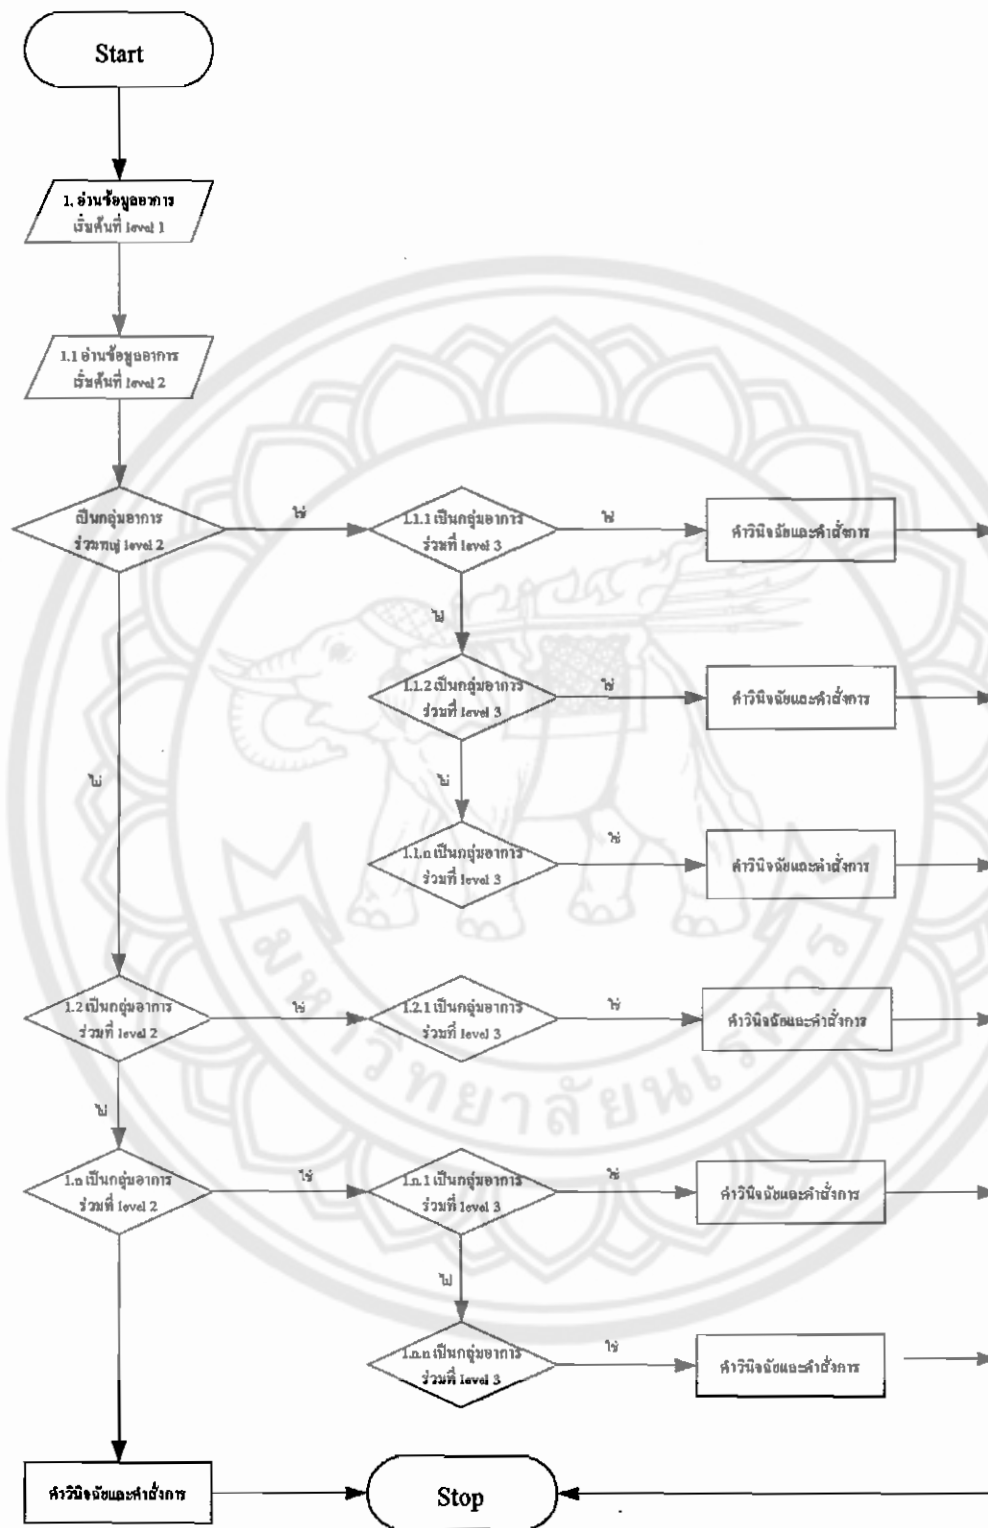 Start
1. อ่านข้อมูลอาการ
เริ่มต้นที่ level 1
1.1 อ่านข้อมูลอาการ
เริ่มต้นที่ level 2
เป็นกลุ่มอาการ
level 2
ใช่
1.1.1 เป็นกลุ่มอาการ
ร่วมที่ level 3
ใช่
คำวินิจฉัยและคำสั่งการ
ไม่
1.1.2 เป็นกลุ่มอาการ
ร่วมที่ level 3
ใช่
คำวินิจฉัยและคำสั่งการ
ไม่
ไม่
1.1.n เป็นกลุ่มอาการ
ร่วมที่ level 3
ใช่
คำวินิจฉัยและคำสั่งการ
1.2 เป็นกลุ่มอาการ
ร่วมที่ level 2
ใช่
1.2.1 เป็นกลุ่มอาการ
ร่วมที่ level 3
ใช่
คำวินิจฉัยและคำสั่งการ
มหาวิทยาลัยนเรศวร
ไม่
1.n เป็นกลุ่มอาการ
ร่วมที่ level 2
ใช่
1.n.1 เป็นกลุ่มอาการ
ร่วมที่ level 3
ใช่
คำวินิจฉัยและคำสั่งการ
ไม่
1.n.n เป็นกลุ่มอาการ
ร่วมที่ level 3
ใช่
คำวินิจฉัยและคำสั่งการ
คำวินิจฉัยและคำสั่งการ
Stop